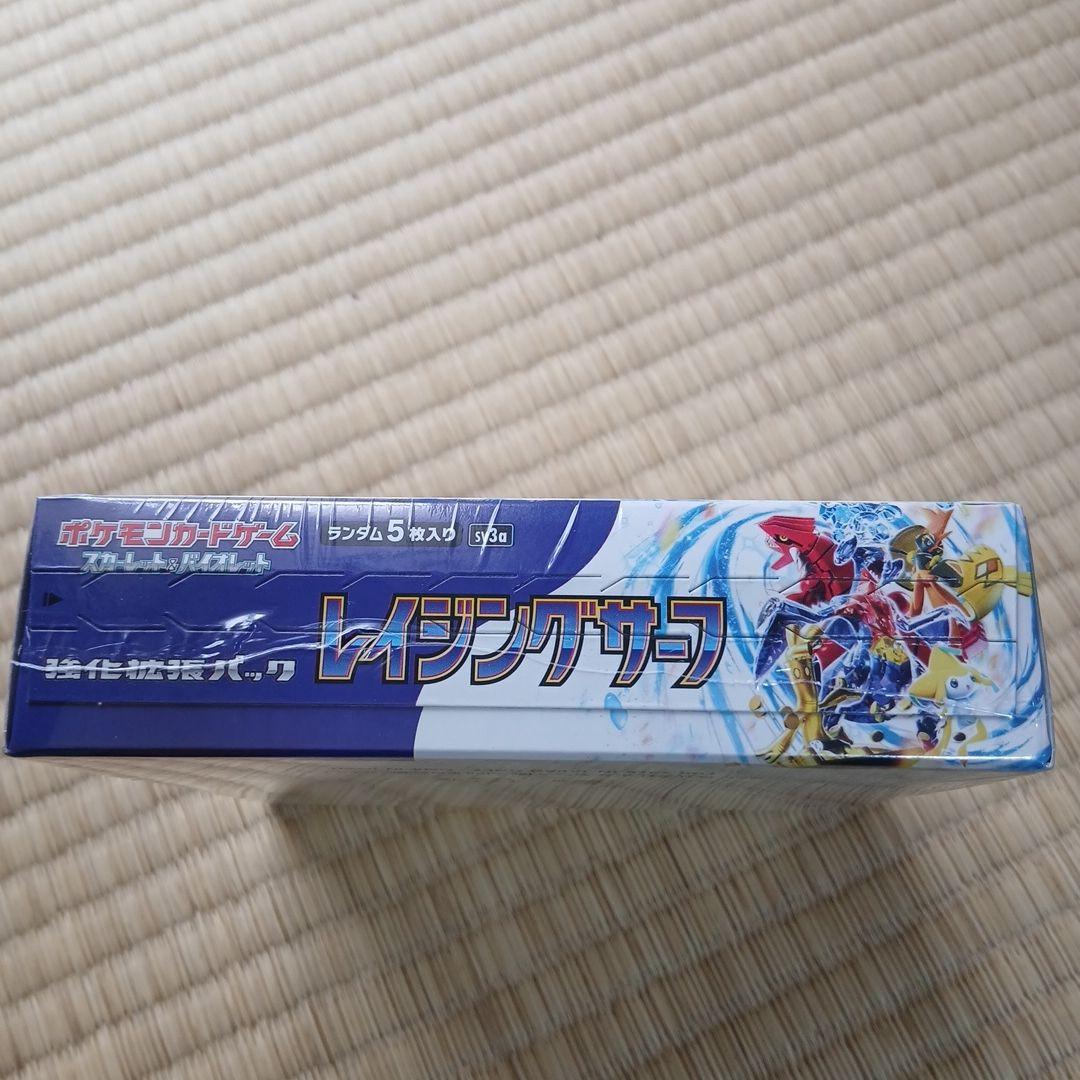 ポケモンカードゲーム
スカーレット&バイオレット
ランダム5枚入り
sv3a
強化拡張パック
レイジングサーフ